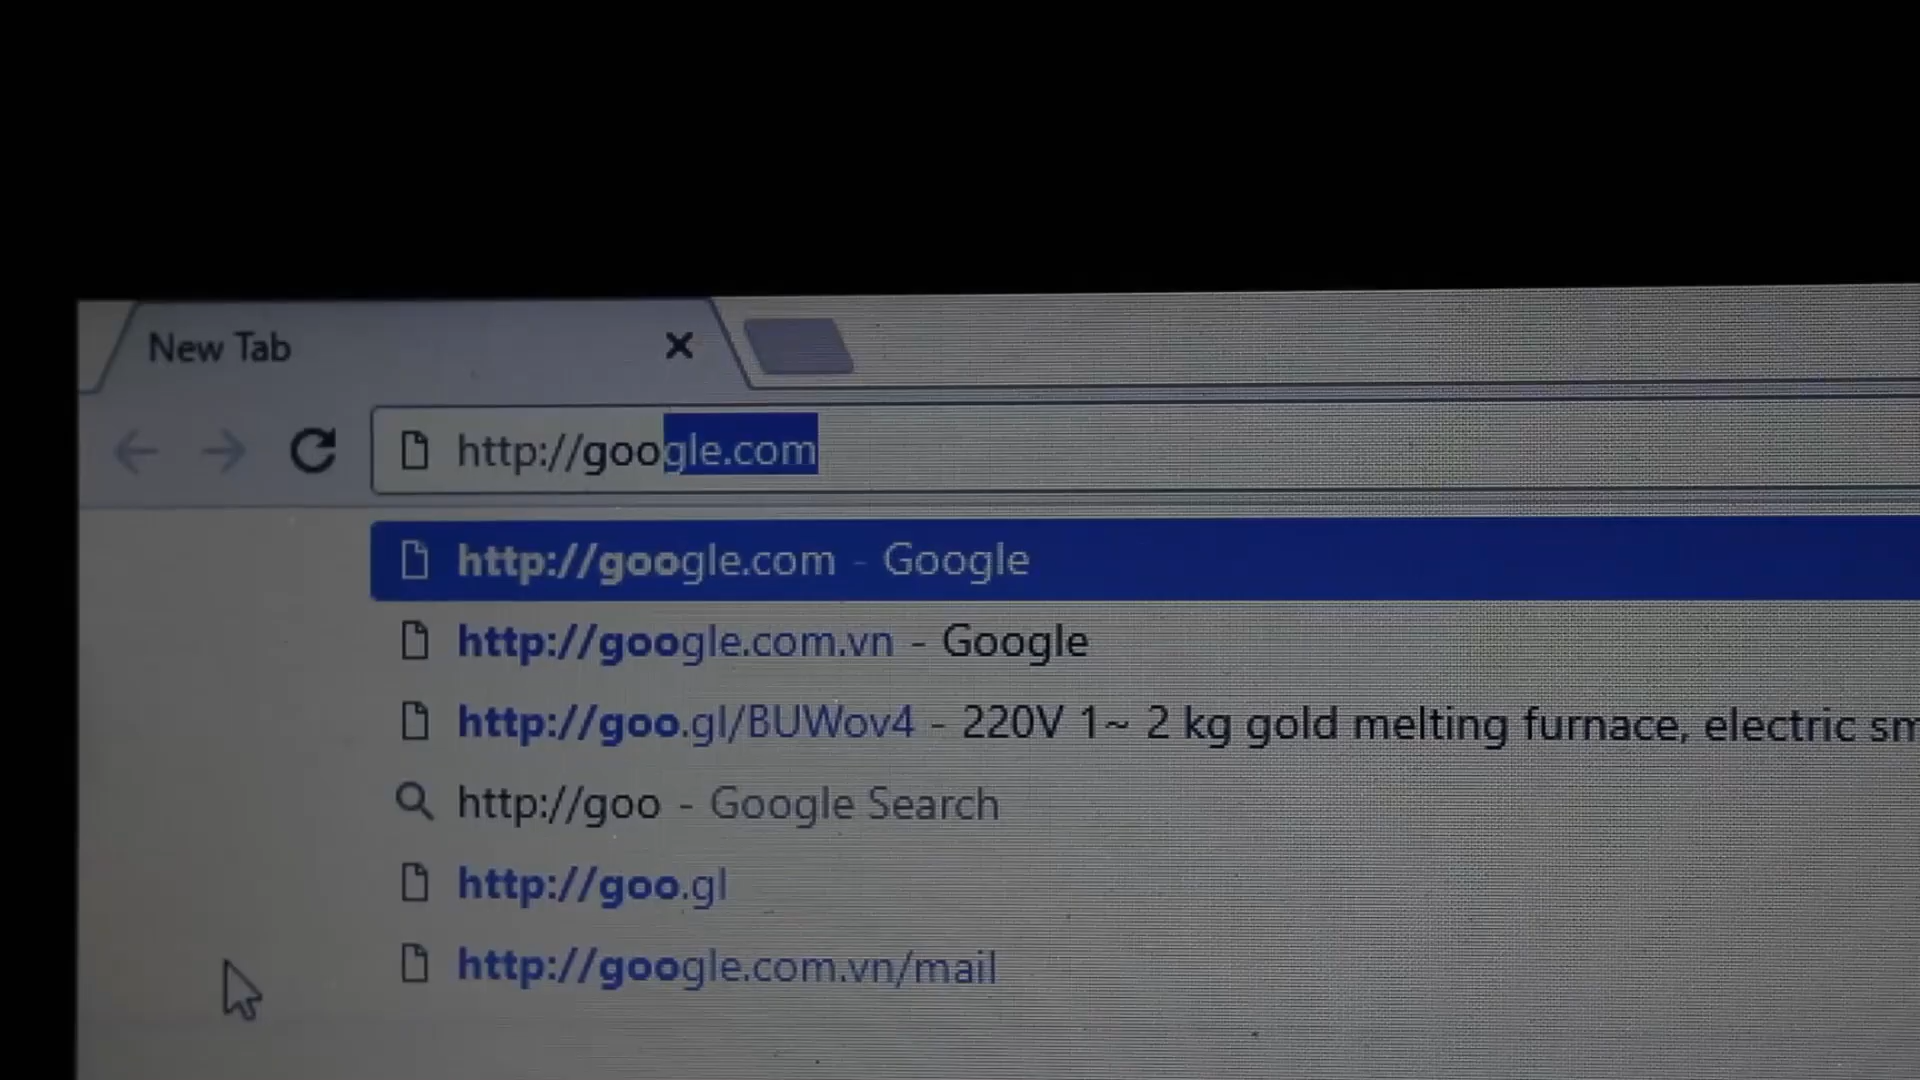 New Tab
http://google.com
http://google.com - Google
http://google.com.vn - Google
http://goo.gl/BUWov4 - 220V 1~ 2 kg gold melting furnace, electric
http://goo - Google Search
http://goo.gl
http://google.com.vn/mail